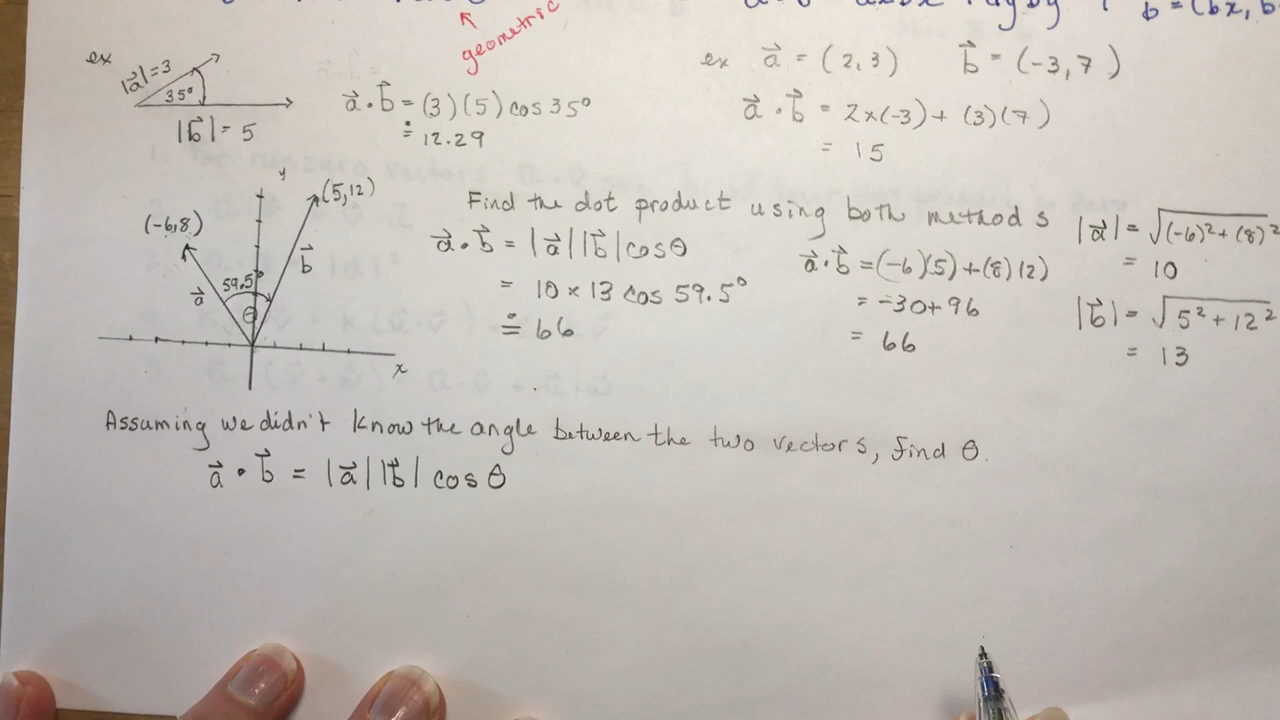 geometric
ex
|a⃗|=3
35°
|b⃗|= 5
a⃗·b⃗ = (3)(5) cos 35°
≐ 12.29
ex a⃗ = (2,3) b⃗ = (-3,7)
a⃗·b⃗ = 2x(-3)+ (3)(7)
= 15
y
(5,12)
(-6,8)
b⃗
a⃗
59.5°
θ
x
Find the dot product using both methods
a⃗·b⃗ = |a⃗||b⃗|cosθ
= 10 x 13 cos 59.5°
≐ 66
a⃗·b⃗ = (-6)(5)+(8)(12)
= -30+96
= 66
|a⃗| = √(-6)²+(8)²
= 10
|b⃗| = √5²+12²
= 13
Assuming we didn't know the angle between the two vectors, find θ.
a⃗·b⃗ = |a⃗||b⃗| cosθ